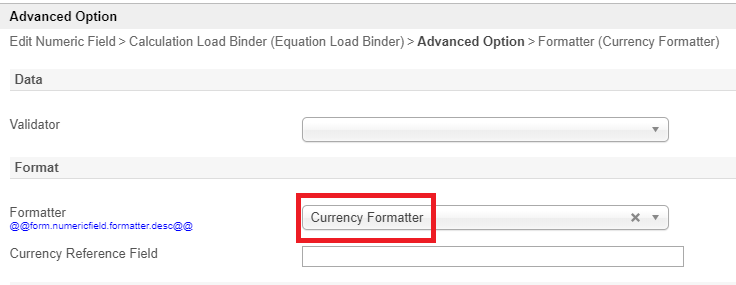 Advanced Option
Edit Numeric Field > Calculation Load Binder (Equation Load Binder) > Advanced Option > Formatter (Currency Formatter)
Data
Validator
Format
Formatter
Currency Formatter
@@form.numericfield.formatter.desc@@
Currency Reference Field